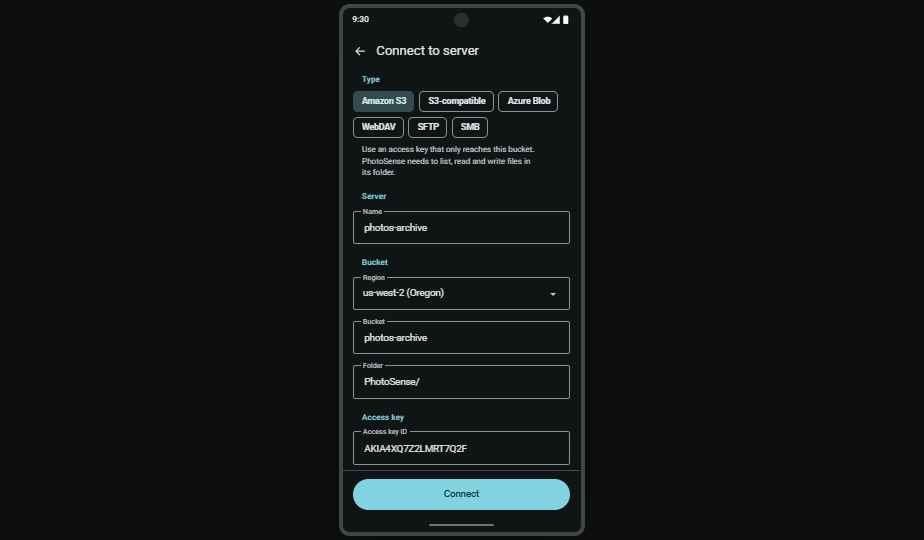 9:30
Connect to server
Type
Amazon S3 S3-compatible Azure Blob
WebDAV SFTP SMB
Use an access key that only reaches this bucket.
PhotoSense needs to list, read and write files in
its folder.
Server
Name
photos-archive
Bucket
Region
us-west-2 (Oregon)
Bucket
photos-archive
Folder
PhotoSense/
Access key
Access key ID
AKIA4XQ7Z2LMRT7Q2F
Connect